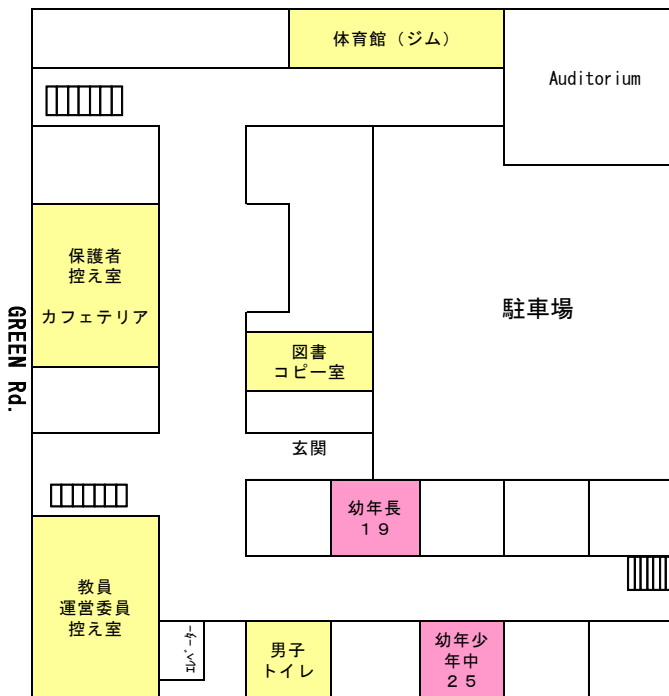 体育館（ジム）
Auditorium
保護者
控え室
カフェテリア
駐車場
GREEN Rd.
図書
コピー室
玄関
幼年長
１９
教員
運営委員
控え室
エレベーター
男子
トイレ
幼年少
年中
２５